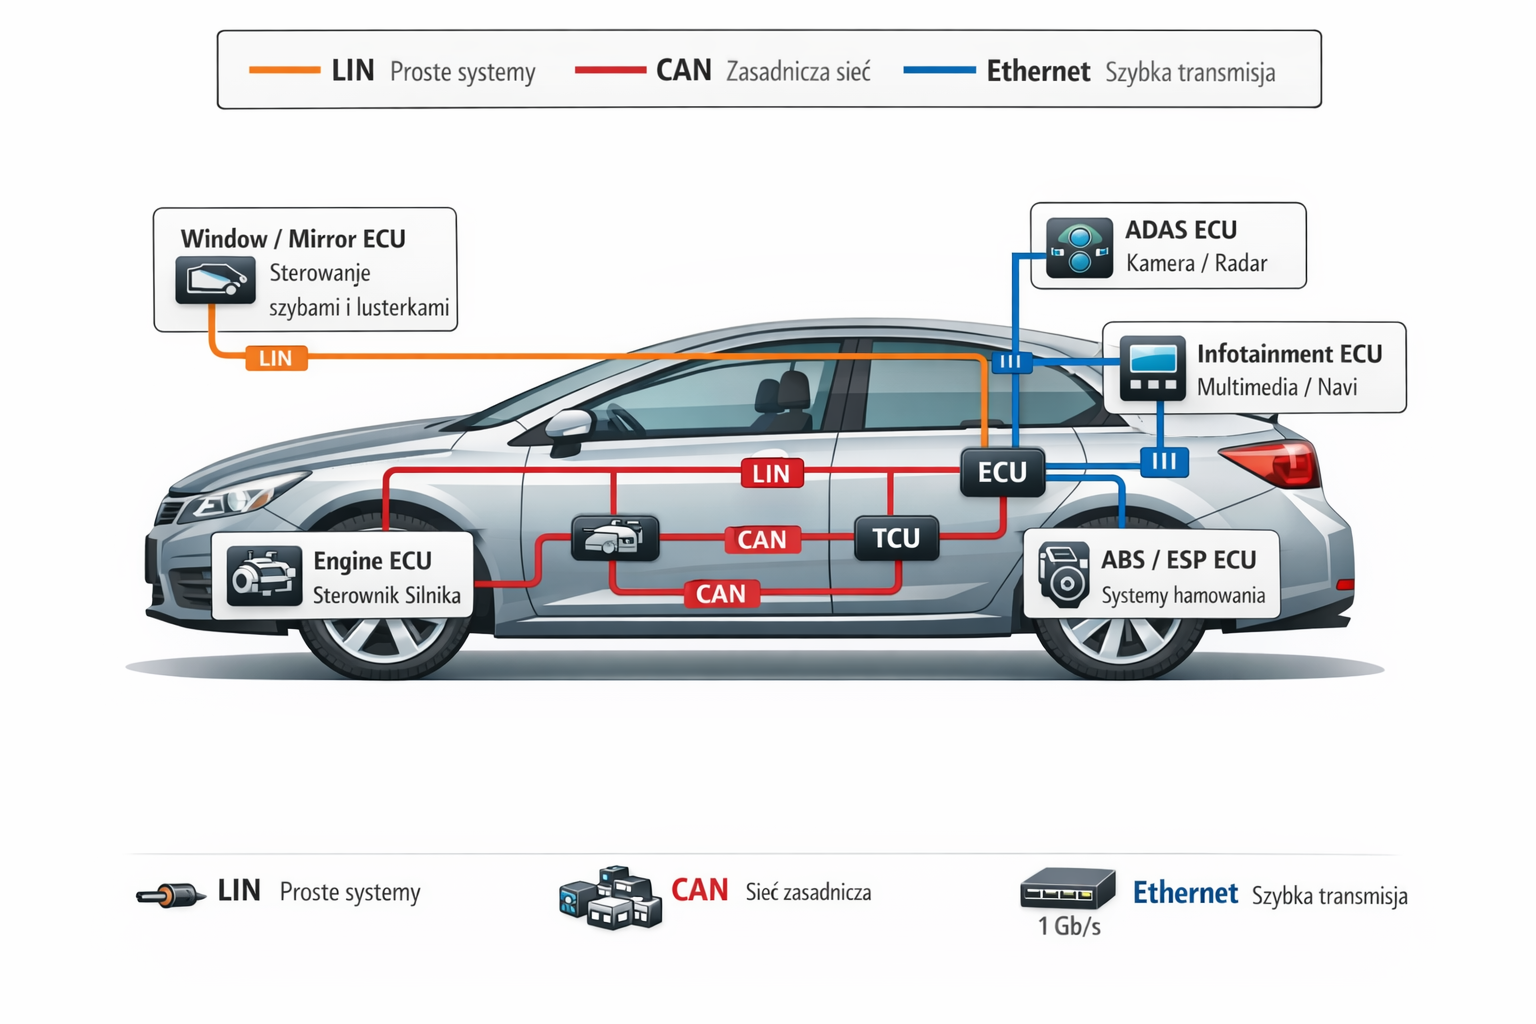 LIN Proste systemy CAN Zasadnicza sieć Ethernet Szybka transmisja
Window / Mirror ECU
Sterowanje
szybami i lusterkami
LIN
ADAS ECU
Kamera / Radar
III
Infotainment ECU
Multimedia / Navi
LIN
ECU
III
CAN
TCU
Engine ECU
Sterownik Silnika
CAN
ABS / ESP ECU
Systemy hamowania
LIN Proste systemy
CAN Sieć zasadnicza
Ethernet Szybka transmisja
1 Gb/s